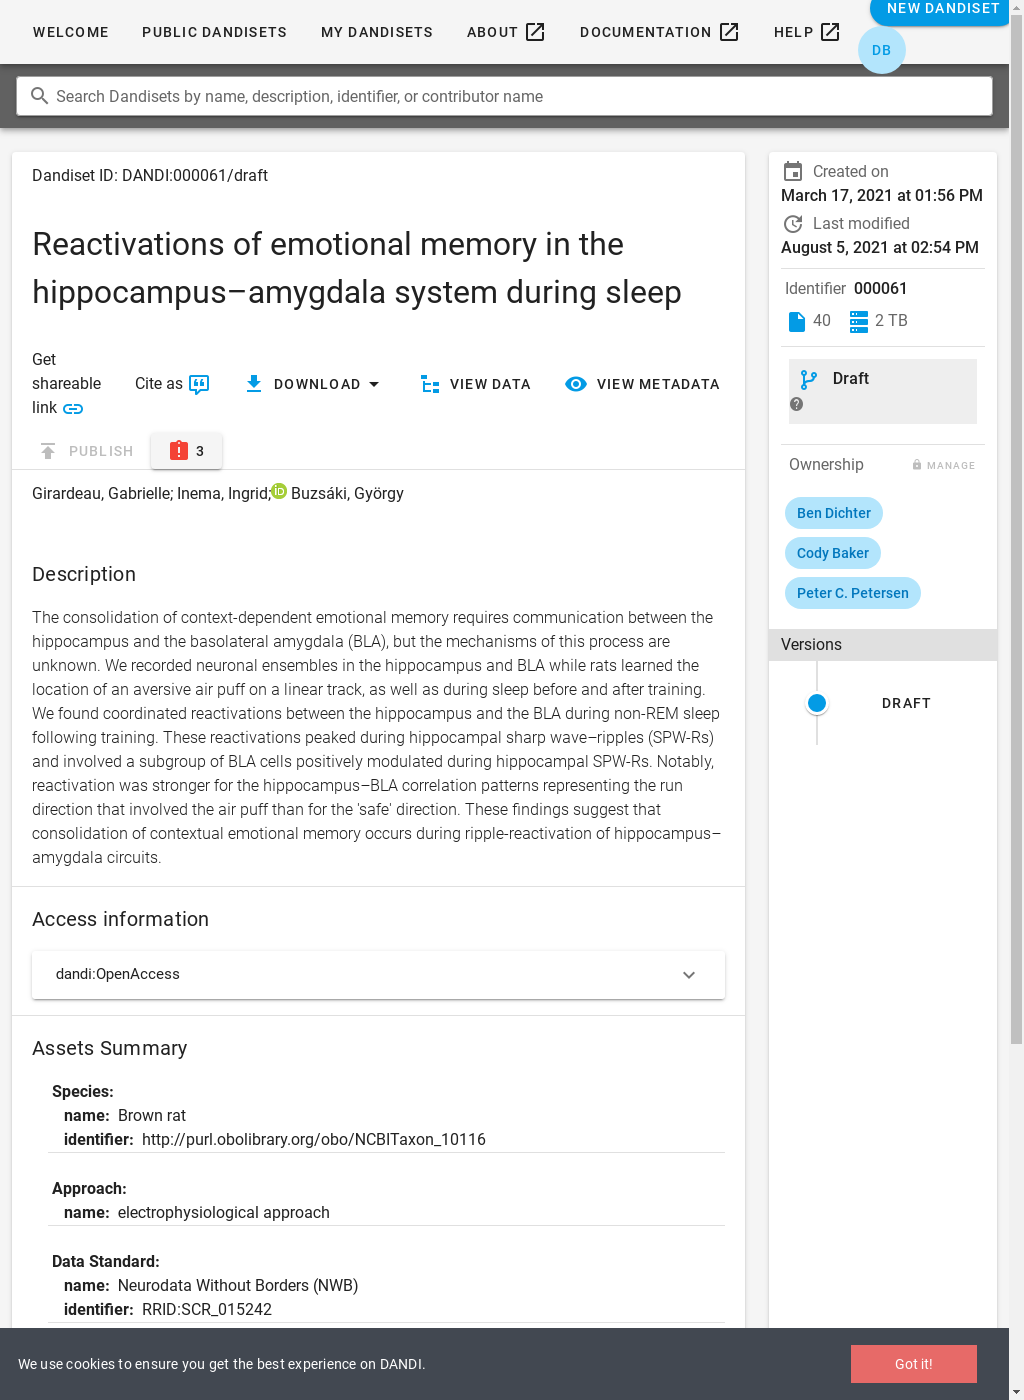 NEW DANDISET
WELCOME
PUBLIC DANDISETS
MY DANDISETS
ABOUT
DOCUMENTATION
HELP
DB
Search Dandisets by name, description, identifier, or contributor name
Dandiset ID: DANDI:000061/draft
Reactivations of emotional memory in the
hippocampus–amygdala system during sleep
Get
shareable
link
Cite as
DOWNLOAD
VIEW DATA
VIEW METADATA
PUBLISH
3
Girardeau, Gabrielle; Inema, Ingrid; Buzsáki, György
Description
The consolidation of context-dependent emotional memory requires communication between the
hippocampus and the basolateral amygdala (BLA), but the mechanisms of this process are
unknown. We recorded neuronal ensembles in the hippocampus and BLA while rats learned the
location of an aversive air puff on a linear track, as well as during sleep before and after training.
We found coordinated reactivations between the hippocampus and the BLA during non-REM sleep
following training. These reactivations peaked during hippocampal sharp wave–ripples (SPW-Rs)
and involved a subgroup of BLA cells positively modulated during hippocampal SPW-Rs. Notably,
reactivation was stronger for the hippocampus–BLA correlation patterns representing the run
direction that involved the air puff than for the 'safe' direction. These findings suggest that
consolidation of contextual emotional memory occurs during ripple-reactivation of hippocampus–
amygdala circuits.
Access information
dandi:OpenAccess
Assets Summary
Species:
name: Brown rat
identifier: http://purl.obolibrary.org/obo/NCBITaxon_10116
Approach:
name: electrophysiological approach
Data Standard:
name: Neurodata Without Borders (NWB)
identifier: RRID:SCR_015242
Created on
March 17, 2021 at 01:56 PM
Last modified
August 5, 2021 at 02:54 PM
Identifier 000061
40
2 TB
Draft
Ownership
MANAGE
Ben Dichter
Cody Baker
Peter C. Petersen
Versions
DRAFT
We use cookies to ensure you get the best experience on DANDI.
Got it!